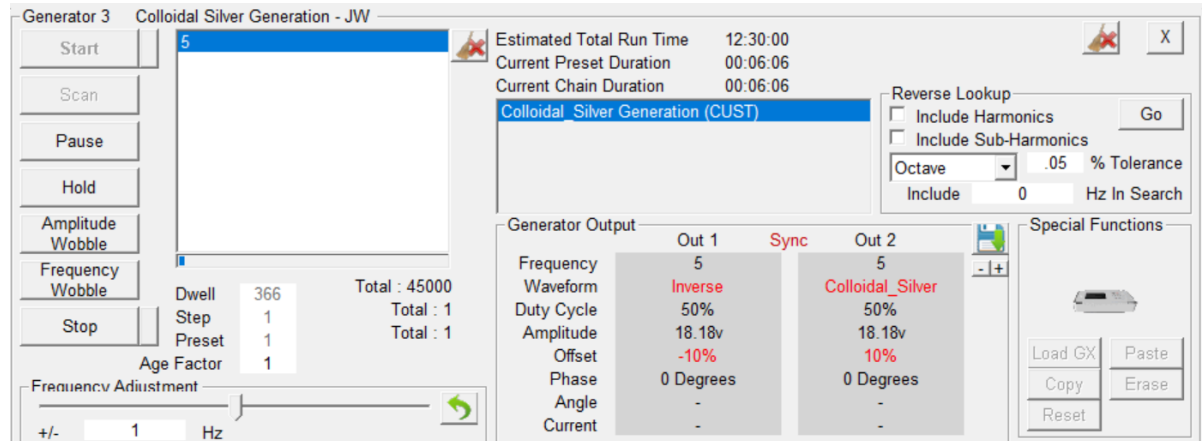 Generator 3 Colloidal Silver Generation - JW
Start
Scan
Pause
Hold
Amplitude
Wobble
Frequency
Wobble
Stop
5
Dwell 366 Total : 45000
Step 1 Total : 1
Preset 1 Total : 1
Age Factor 1
Frequency Adjustment
+/- 1 Hz
Estimated Total Run Time 12:30:00
Current Preset Duration 00:06:06
Current Chain Duration 00:06:06
Colloidal_Silver Generation (CUST)
X
Reverse Lookup
Include Harmonics
Go
Include Sub-Harmonics
Octave .05 % Tolerance
Include 0 Hz In Search
Generator Output
Out 1 Sync Out 2
Frequency 5 5
Waveform Inverse Colloidal_Silver
Duty Cycle 50% 50%
Amplitude 18.18v 18.18v
Offset -10% 10%
Phase 0 Degrees 0 Degrees
Angle - -
Current - -
- +
Special Functions
Load GX Paste
Copy Erase
Reset